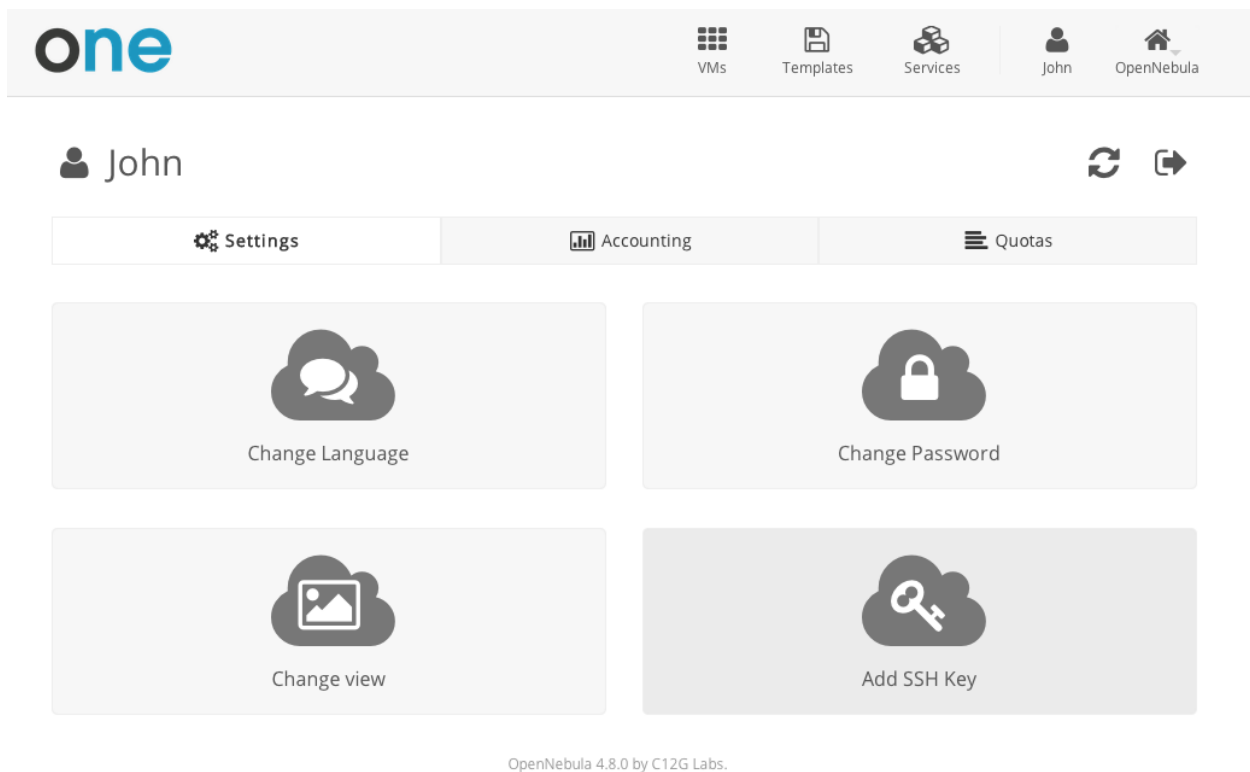 one
VMs Templates Services John OpenNebula
John
Settings Accounting Quotas
Change Language Change Password
Change view Add SSH Key
OpenNebula 4.8.0 by C12G Labs.